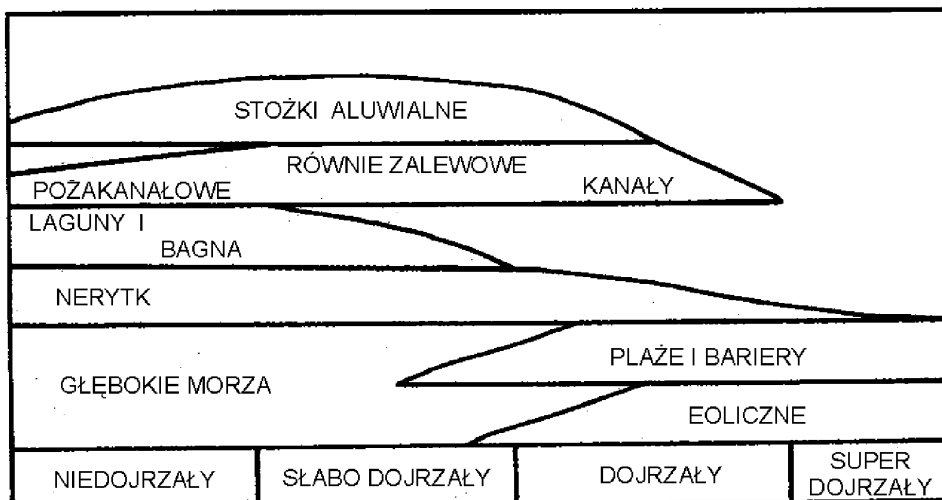 STOŻKI ALUWIALNE
RÓWNIE ZALEWOWE
POŻAKANAŁOWE
KANAŁY
LAGUNY I
BAGNA
NERYTK
PLAŻE I BARIERY
GŁĘBOKIE MORZA
EOLICZNE
NIEDOJRZAŁY
SŁABO DOJRZAŁY
DOJRZAŁY
SUPER
DOJRZAŁY